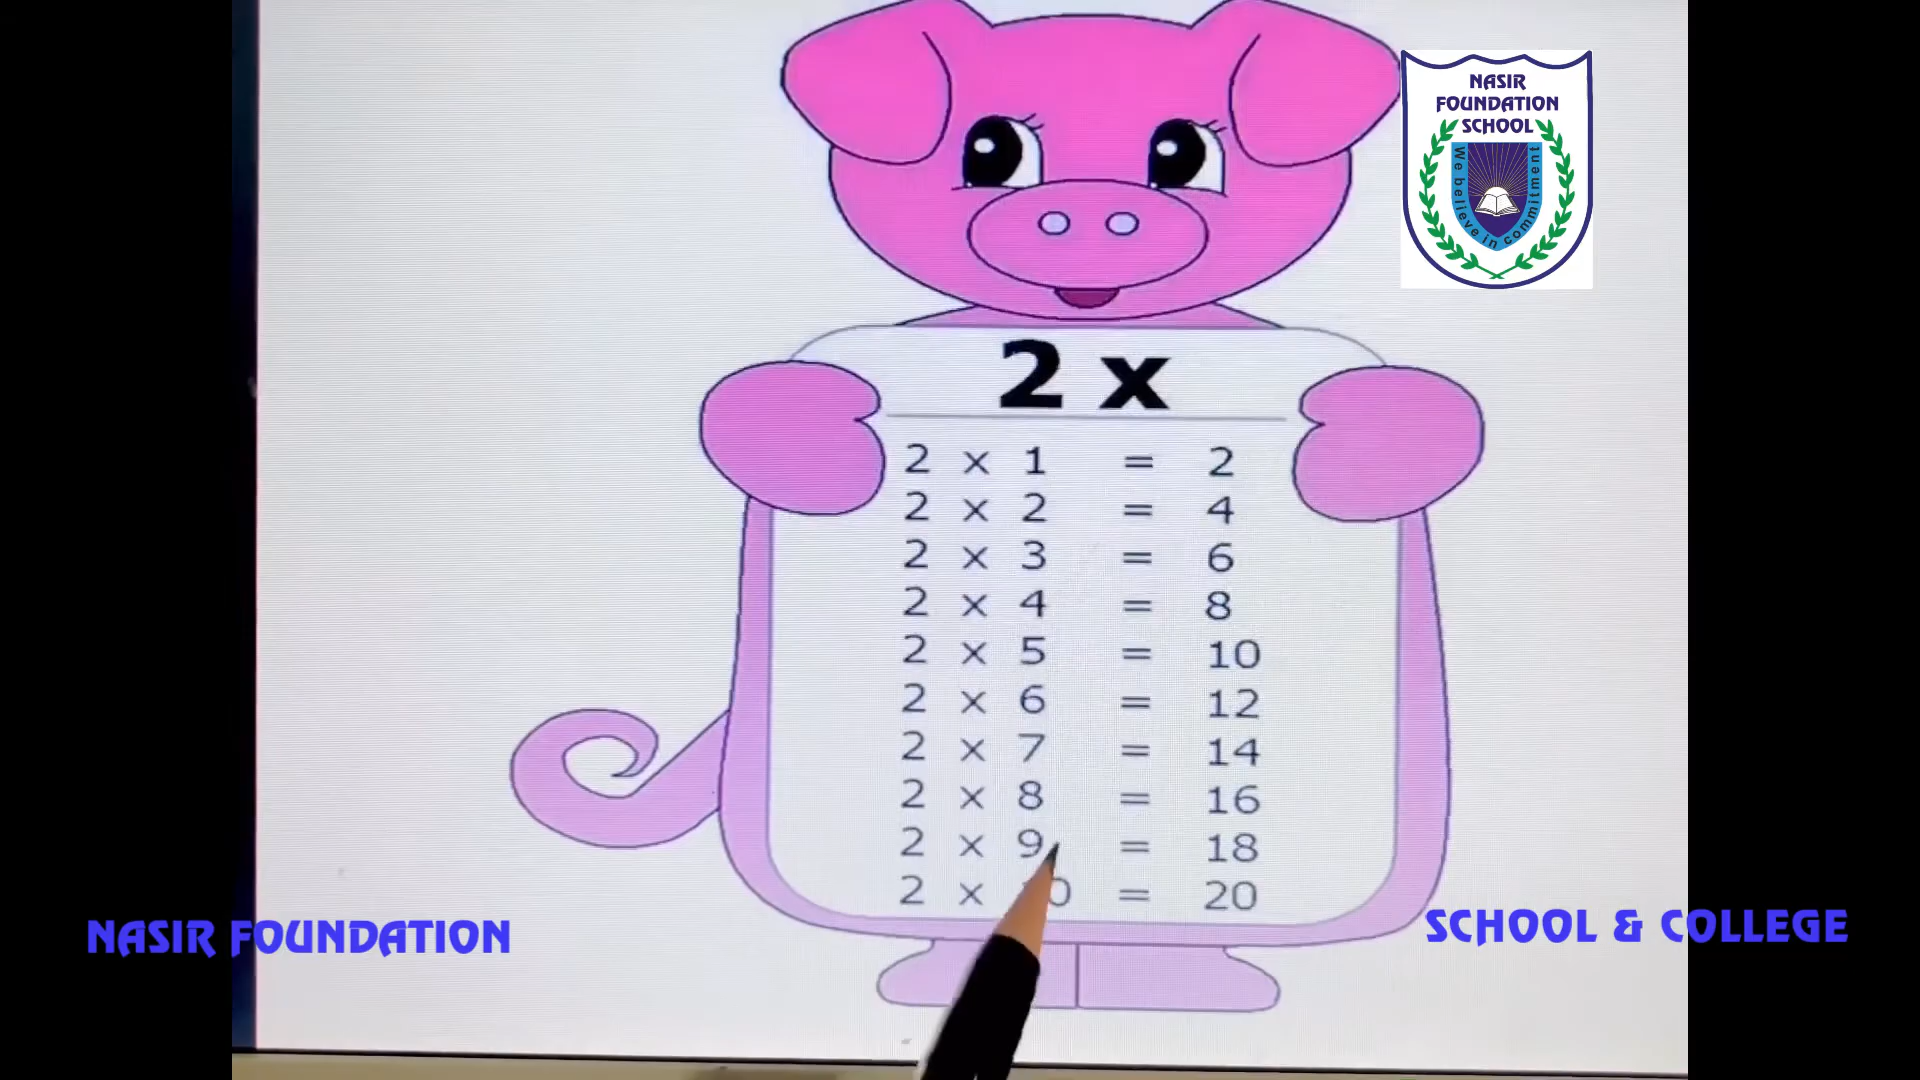 NASIR
FOUNDATION
SCHOOL
We believe in commitment
2 x
2 x 1 = 2
2 x 2 = 4
2 x 3 = 6
2 x 4 = 8
2 x 5 = 10
2 x 6 = 12
2 x 7 = 14
2 x 8 = 16
2 x 9 = 18
2 x 10 = 20
NASIR FOUNDATION
SCHOOL & COLLEGE